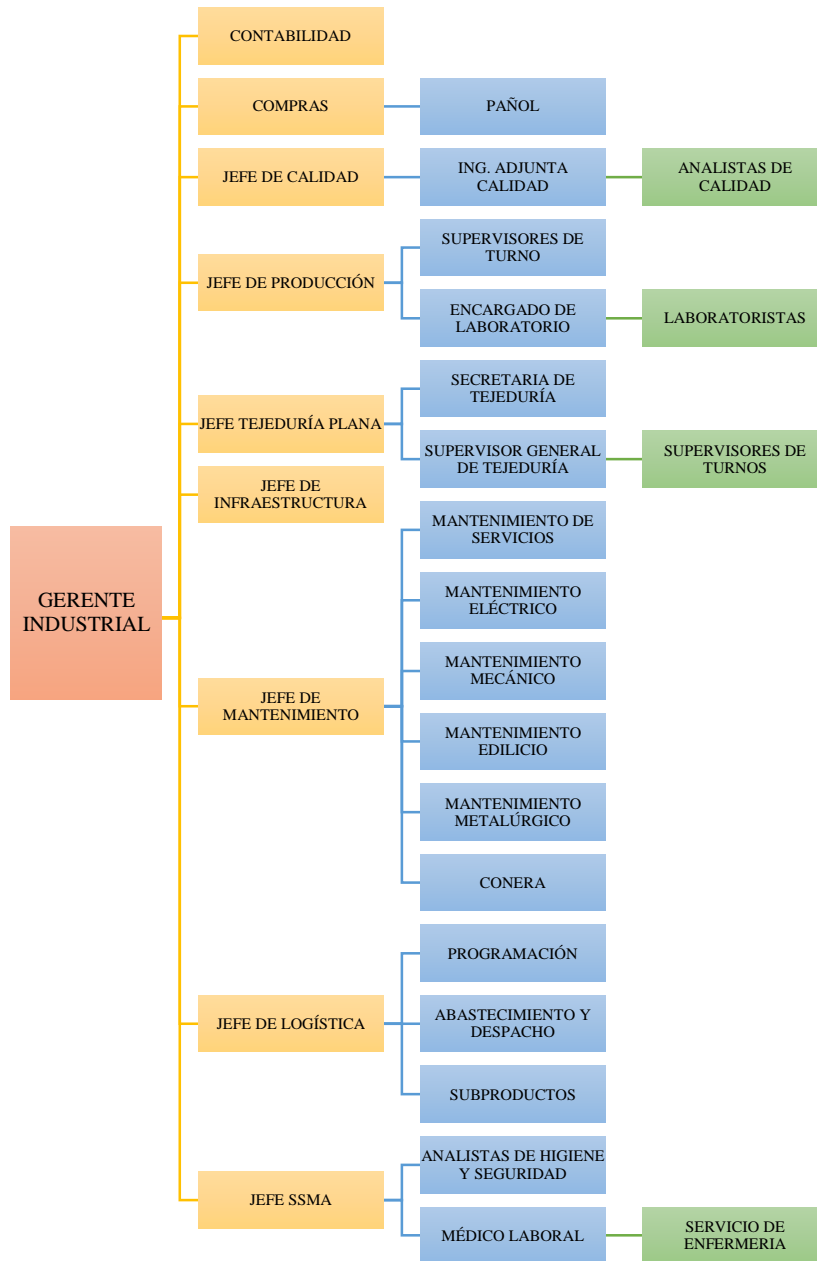 CONTABILIDAD
COMPRAS
PAÑOL
JEFE DE CALIDAD
ING. ADJUNTA
CALIDAD
ANALISTAS DE
CALIDAD
JEFE DE PRODUCCIÓN
SUPERVISORES DE
TURNO
ENCARGADO DE
LABORATORIO
LABORATORISTAS
JEFE TEJEDURÍA PLANA
SECRETARIA DE
TEJEDURÍA
SUPERVISOR GENERAL
DE TEJEDURÍA
SUPERVISORES DE
TURNOS
JEFE DE
INFRAESTRUCTURA
GERENTE
INDUSTRIAL
JEFE DE
MANTENIMIENTO
MANTENIMIENTO DE
SERVICIOS
MANTENIMIENTO
ELÉCTRICO
MANTENIMIENTO
MECÁNICO
MANTENIMIENTO
EDILICIO
MANTENIMIENTO
METALÚRGICO
CONERA
JEFE DE LOGÍSTICA
PROGRAMACIÓN
ABASTECIMIENTO Y
DESPACHO
SUBPRODUCTOS
JEFE SSMA
ANALISTAS DE HIGIENE
Y SEGURIDAD
MÉDICO LABORAL
SERVICIO DE
ENFERMERIA